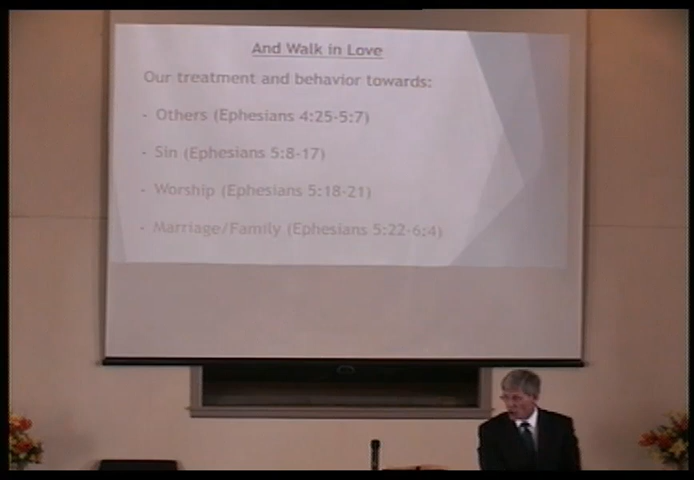 And Walk in Love
Our treatment and behavior towards:
- Others (Ephesians 4:25-5:7)
- Sin (Ephesians 5:8-17)
- Worship (Ephesians 5:18-21)
- Marriage/Family (Ephesians 5:22-6:4)